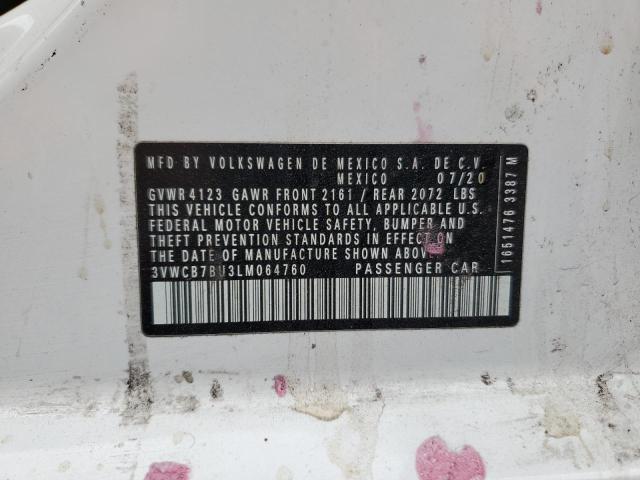 MFD BY VOLKSWAGEN DE MEXICO S.A. DE C.V.
MEXICO 07/20
GVWR 4123 GAWR FRONT 2161 / REAR 2072 LBS
THIS VEHICLE CONFORMS TO ALL APPLICABLE U.S.
FEDERAL MOTOR VEHICLE SAFETY, BUMPER AND
THEFT PREVENTION STANDARDS IN EFFECT ON
THE DATE OF MANUFACTURE SHOWN ABOVE
3VWCB7BU3LM064760 PASSENGER CAR
1651476 3387 M